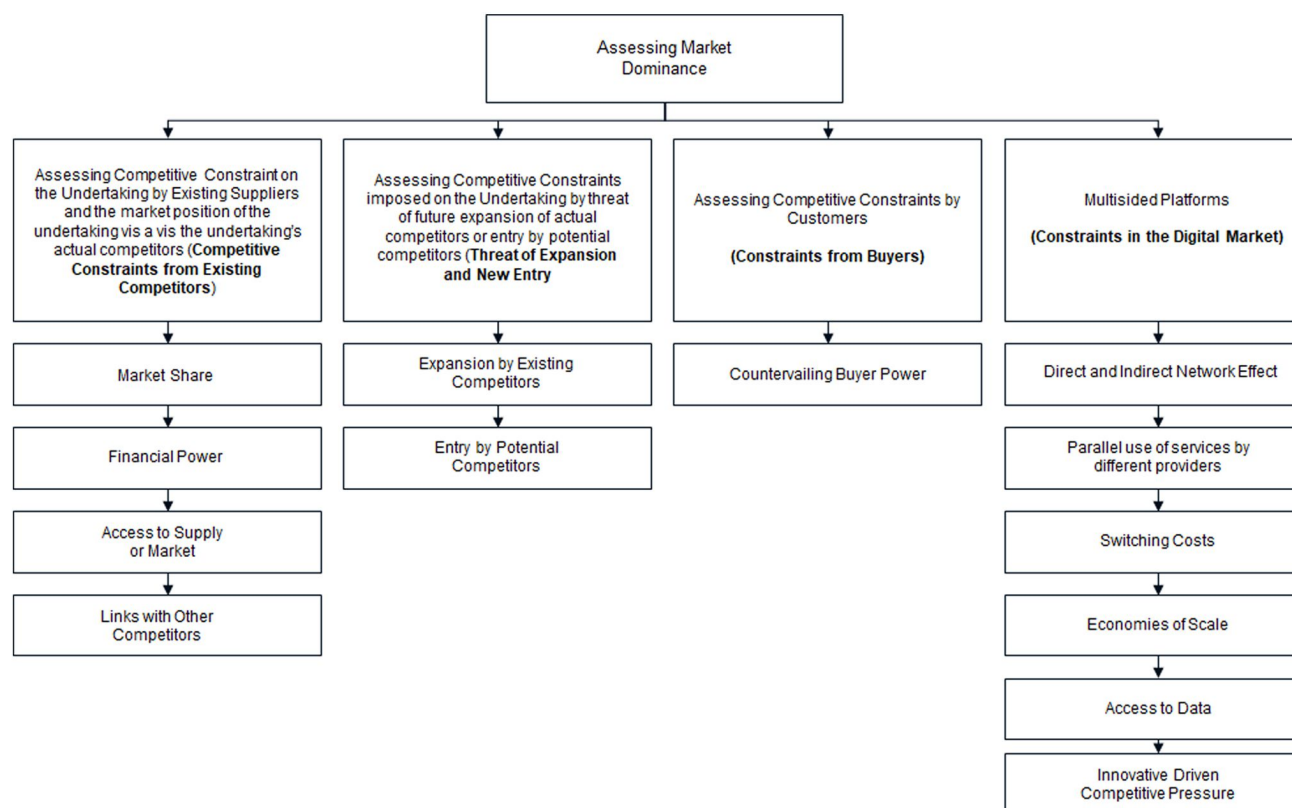 Assessing Market
Dominance
Assessing Competitive Constraint on
the Undertaking by Existing Suppliers
and the market position of the
undertaking vis a vis the undertaking's
actual competitors (Competitive
Constraints from Existing
Competitors)
Market Share
Financial Power
Access to Supply
or Market
Links with Other
Competitors
Assessing Competitive Constraints
imposed on the Undertaking by threat
of future expansion of actual
competitors or entry by potential
competitors (Threat of Expansion
and New Entry
Expansion by Existing
Competitors
Entry by Potential
Competitors
Assessing Competitive Constraints by
Customers
(Constraints from Buyers)
Countervailing Buyer Power
Multisided Platforms
(Constraints in the Digital Market)
Direct and Indirect Network Effect
Parallel use of services by
different providers
Switching Costs
Economies of Scale
Access to Data
Innovative Driven
Competitive Pressure